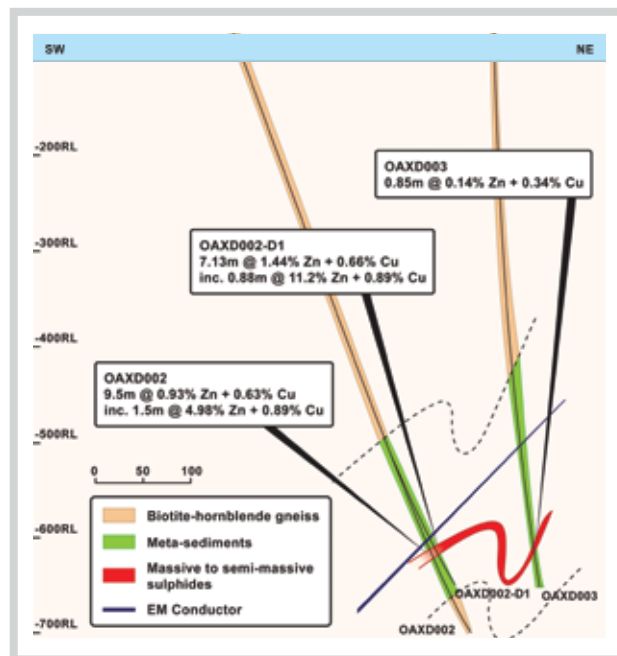 SW
NE
-200RL
OAXD003
0.85m @ 0.14% Zn + 0.34% Cu
OAXD002-D1
7.13m @ 1.44% Zn + 0.66% Cu
inc. 0.88m @ 11.2% Zn + 0.89% Cu
-300RL
-400RL
OAXD002
9.5m @ 0.93% Zn + 0.63% Cu
inc. 1.5m @ 4.98% Zn + 0.89% Cu
-500RL
0 50 100
Biotite-hornblende gneiss
Meta-sediments
Massive to semi-massive
sulphides
EM Conductor
-600RL
OAXD002-D1
OAXD003
OAXD002
-700RL